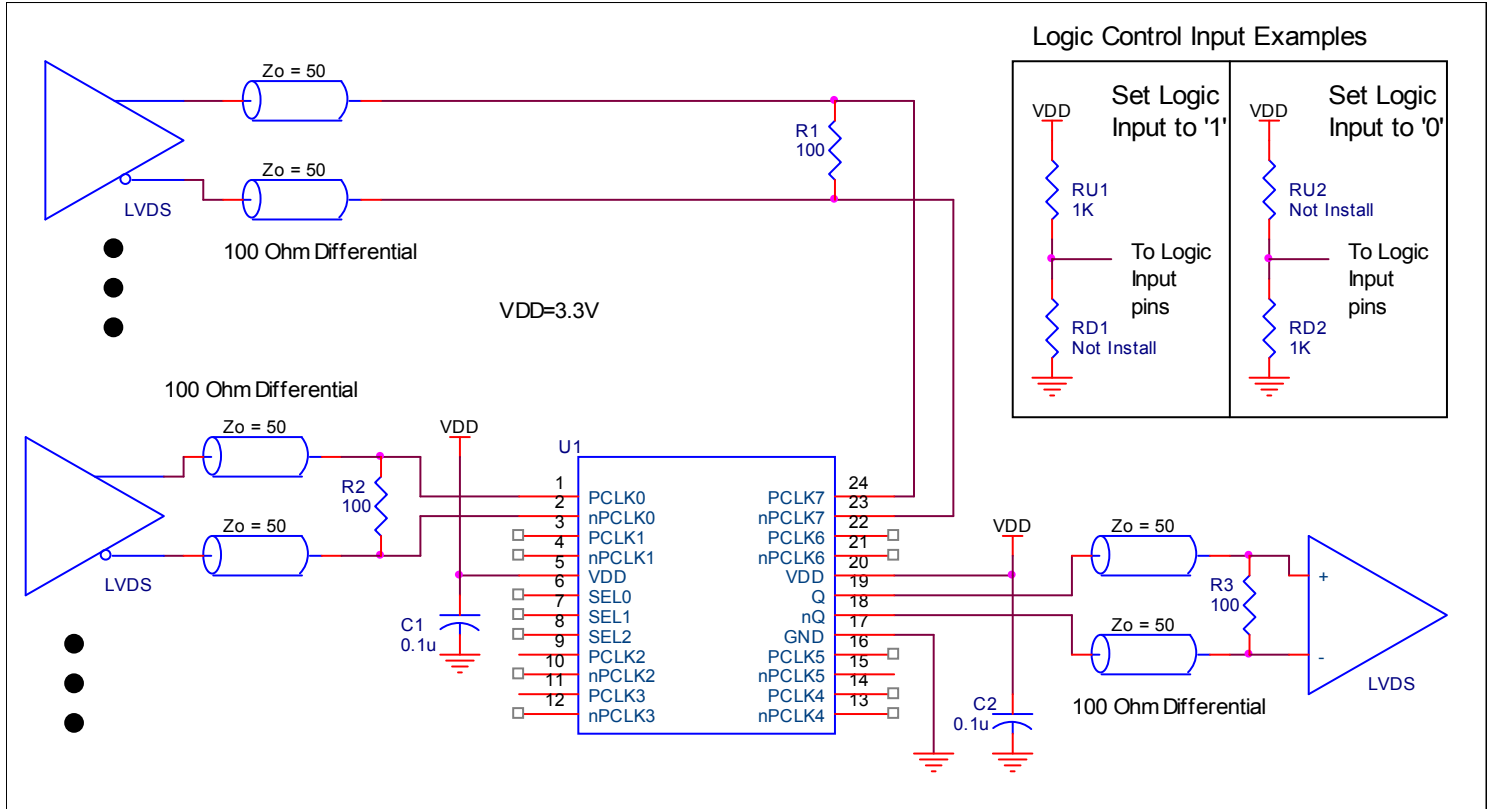 Logic Control Input Examples
Zo = 50
R1
100
Zo = 50
LVDS
100 Ohm Differential
VDD=3.3V
VDD
Set Logic
Input to '1'
RU1
1K
To Logic
Input
pins
RD1
Not Install
VDD
Set Logic
Input to '0'
RU2
Not Install
To Logic
Input
pins
RD2
1K
100 Ohm Differential
Zo = 50
R2
100
Zo = 50
LVDS
VDD
C1
0.1u
U1
1
PCLK0
2
nPCLK0
3
PCLK1
4
nPCLK1
5
VDD
6
SEL0
7
SEL1
8
SEL2
9
PCLK2
10
nPCLK2
11
PCLK3
12
nPCLK3
24
PCLK7
23
nPCLK7
22
PCLK6
21
nPCLK6
20
VDD
19
Q
18
nQ
17
GND
16
PCLK5
15
nPCLK5
14
PCLK4
13
nPCLK4
VDD
C2
0.1u
Zo = 50
R3
100
Zo = 50
+
-
LVDS
100 Ohm Differential